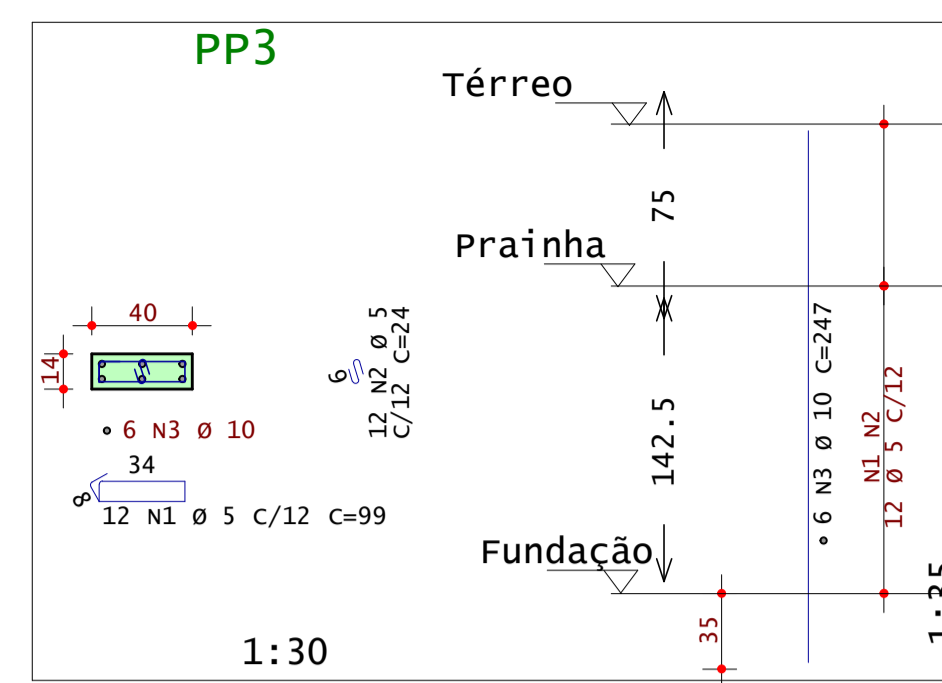 PP3
Térreo
75
Prainha
40
14
6
12 N2 Ø 5
C/12 C=24
6 N3 Ø 10
34
8
12 N1 Ø 5 C/12 C=99
142.5
6 N3 Ø 10 C=247
N1 N2
12 Ø 5 C/12
Fundação
35
1:30